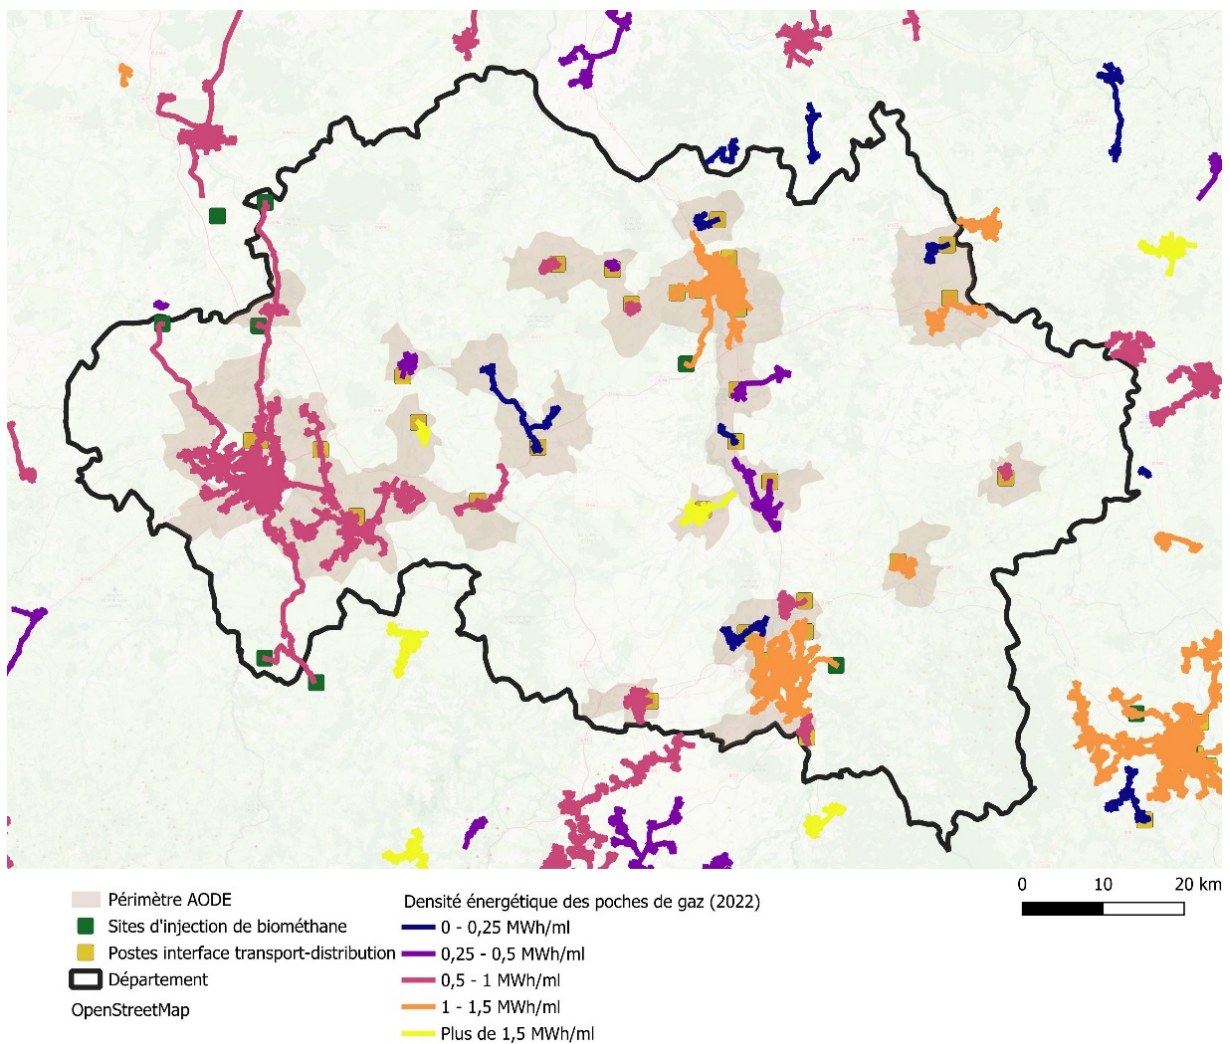 Périmètre AODE
Sites d'injection de biométhane
Postes interface transport-distribution
Département
OpenStreetMap
Densité énergétique des poches de gaz (2022)
0 - 0,25 MWh/ml
0,25 - 0,5 MWh/ml
0,5 - 1 MWh/ml
1 - 1,5 MWh/ml
Plus de 1,5 MWh/ml
0 10 20 km